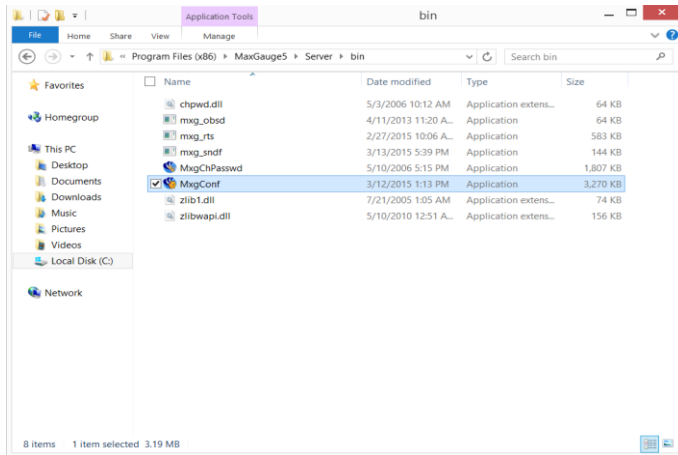 Application Tools
bin
File Home Share View Manage
« Program Files (x86) MaxGauge5 Server bin
Search bin
Favorites
Homegroup
This PC
Desktop
Documents
Downloads
Music
Pictures
Videos
Local Disk (C:)
Network
Name Date modified Type Size
chpwd.dll 5/3/2006 10:12 AM Application extens... 64 KB
mxg_obsd 4/11/2013 11:20 A... Application 64 KB
mxg_rts 2/27/2015 10:06 A... Application 583 KB
mxg_sndf 3/13/2015 5:39 PM Application 144 KB
MxgChPasswd 5/10/2006 5:15 PM Application 1,807 KB
MxgConf 3/12/2015 1:13 PM Application 3,270 KB
zlib1.dll 7/21/2005 1:05 AM Application extens... 74 KB
zlibwapi.dll 5/10/2010 12:51 A... Application extens... 156 KB
8 items 1 item selected 3.19 MB